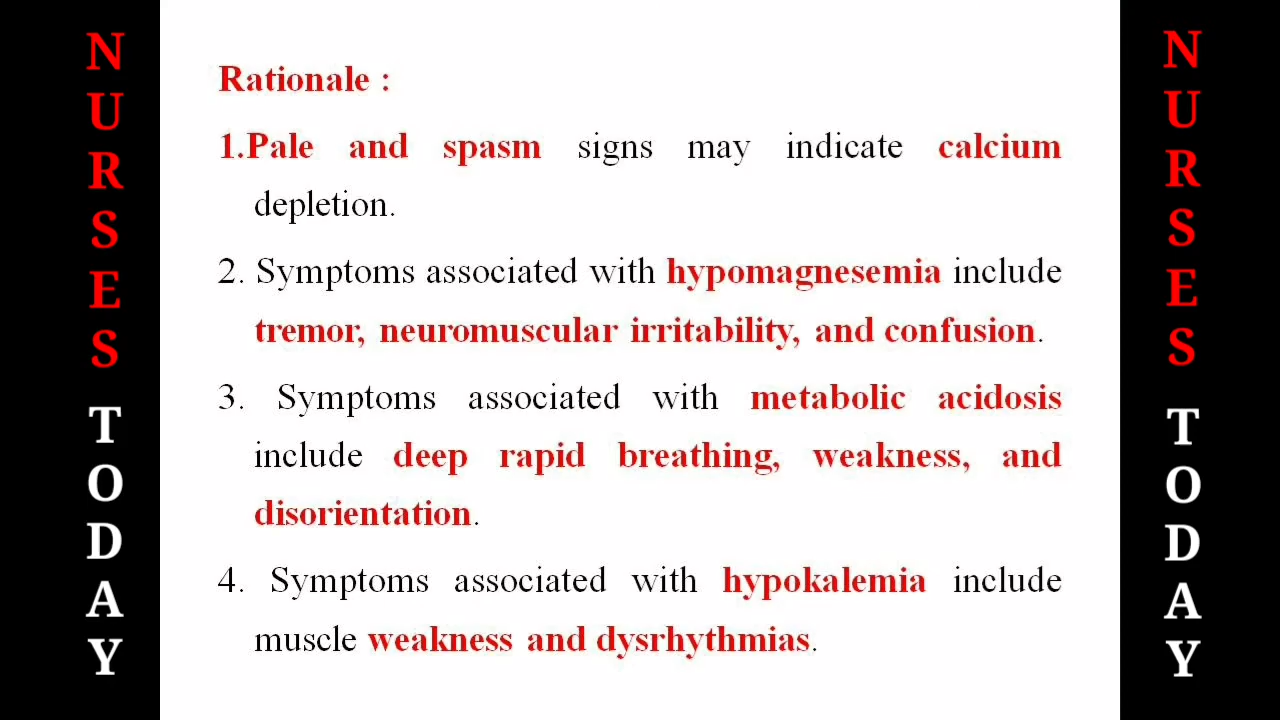 NURSES TODAY
Rationale :
1.Pale and spasm signs may indicate calcium
depletion.
2. Symptoms associated with hypomagnesemia include
tremor, neuromuscular irritability, and confusion.
3. Symptoms associated with metabolic acidosis
include deep rapid breathing, weakness, and
disorientation.
4. Symptoms associated with hypokalemia include
muscle weakness and dysrhythmias.
NURSES TODAY